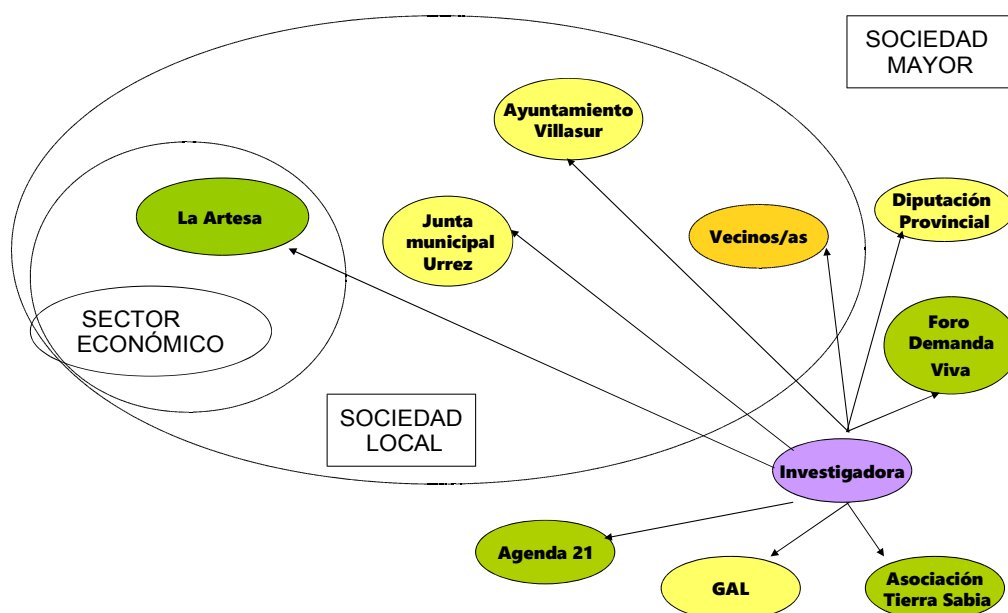 SOCIEDAD
MAYOR
Ayuntamiento
Villasur
La Artesa
Junta
municipal
Urrez
Vecinos/as
Diputación
Provincial
SECTOR
ECONÓMICO
Foro
Demanda
Viva
SOCIEDAD
LOCAL
Investigadora
Agenda 21
GAL
Asociación
Tierra Sabia